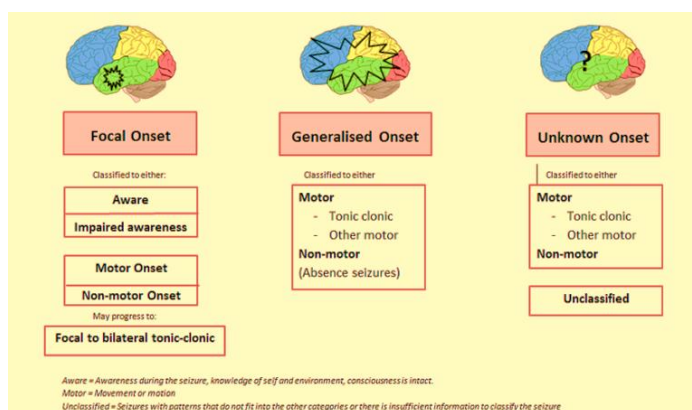 ?
Focal Onset
Generalised Onset
Unknown Onset
Classified to either:
Aware
Impaired awareness
Motor Onset
Non-motor Onset
May progress to:
Focal to bilateral tonic-clonic
Classified to either
Motor
- Tonic clonic
- Other motor
Non-motor
(Absence seizures)
Classified to either
Motor
- Tonic clonic
- Other motor
Non-motor
Unclassified
Aware = Awareness during the seizure, knowledge of self and environment, consciousness is intact.
Motor = Movement or motion
Unclassified = Seizures with patterns that do not fit into the other categories or there is insufficient information to classify the seizure